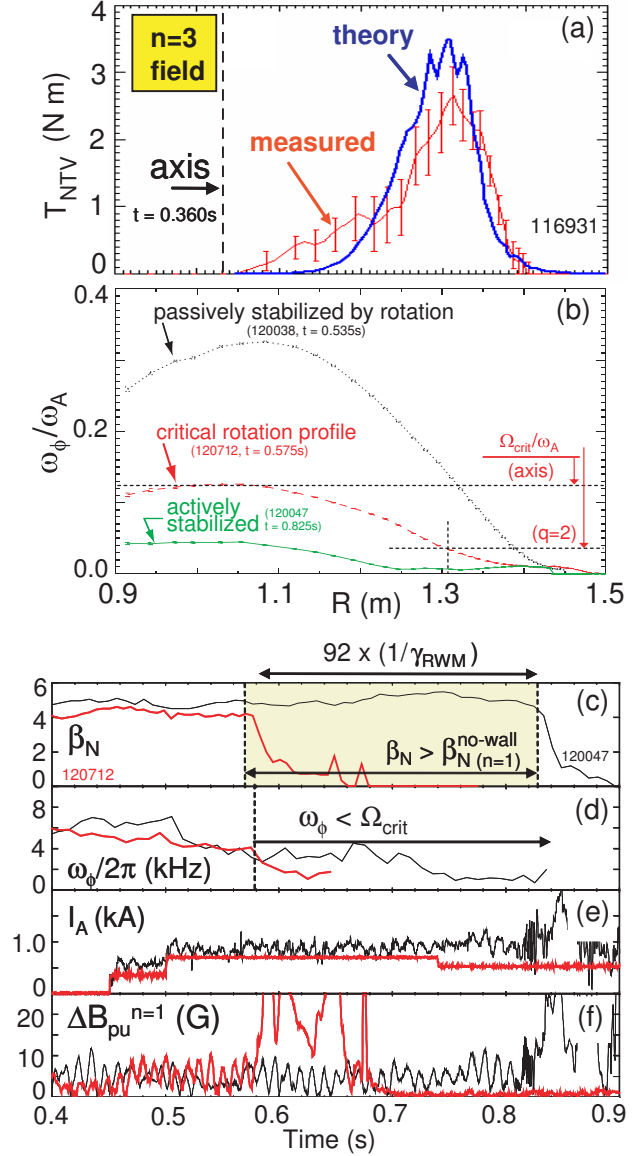 n=3
field
(a)
theory
measured
axis
t = 0.360s
116931
T_NTV (N m)
4
3
2
1
0
(b)
passively stabilized by rotation
(120038, t = 0.535s)
critical rotation profile
(120712, t = 0.575s)
actively
stabilized
(120047
t = 0.825s)
Ω_crit/ω_A
(axis)
(q=2)
ω_ϕ/ω_A
0.4
0.2
0.0
0.9 1.1 1.3 1.5
R (m)
92 x (1/γ_RWM)
(c)
β_N
120712
β_N > β_N^no-wall (n=1)
120047
6
4
2
0
(d)
ω_ϕ < Ω_crit
ω_ϕ/2π (kHz)
8
4
0
(e)
I_A (kA)
1.0
0
(f)
ΔB_pu^n=1 (G)
20
10
0
0.4 0.5 0.6 0.7 0.8 0.9
Time (s)